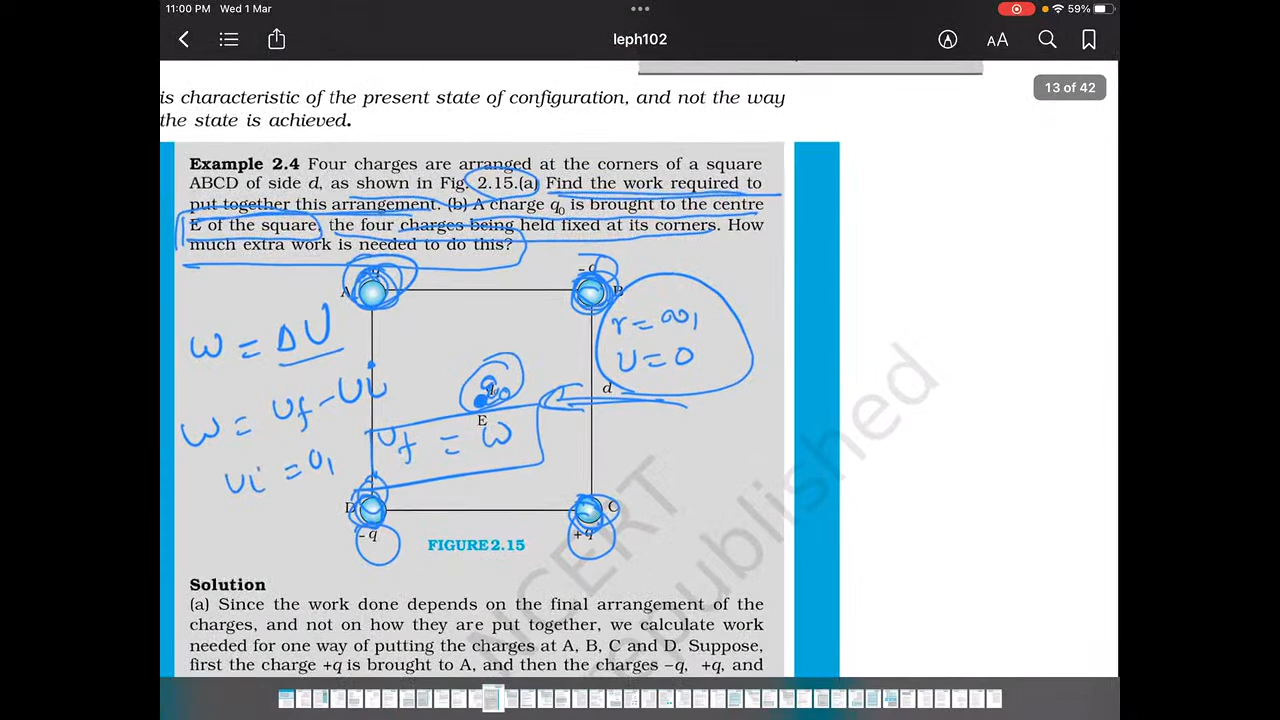 11:00 PM Wed 1 Mar
59%
leph102
AA
13 of 42
is characteristic of the present state of configuration, and not the way
the state is achieved.
Example 2.4 Four charges are arranged at the corners of a square
ABCD of side d, as shown in Fig. 2.15.(a) Find the work required to
put together this arrangement. (b) A charge q0 is brought to the centre
E of the square, the four charges being held fixed at its corners. How
much extra work is needed to do this?
A
-q
B
r = ∞,
U = 0
W = ΔU
d
W = Uf - Ui
E
Uf = W
Ui = 0,
D
C
- q
+q
FIGURE 2.15
Solution
(a) Since the work done depends on the final arrangement of the
charges, and not on how they are put together, we calculate work
needed for one way of putting the charges at A, B, C and D. Suppose,
first the charge +q is brought to A, and then the charges –q, +q, and
NCERT
republished